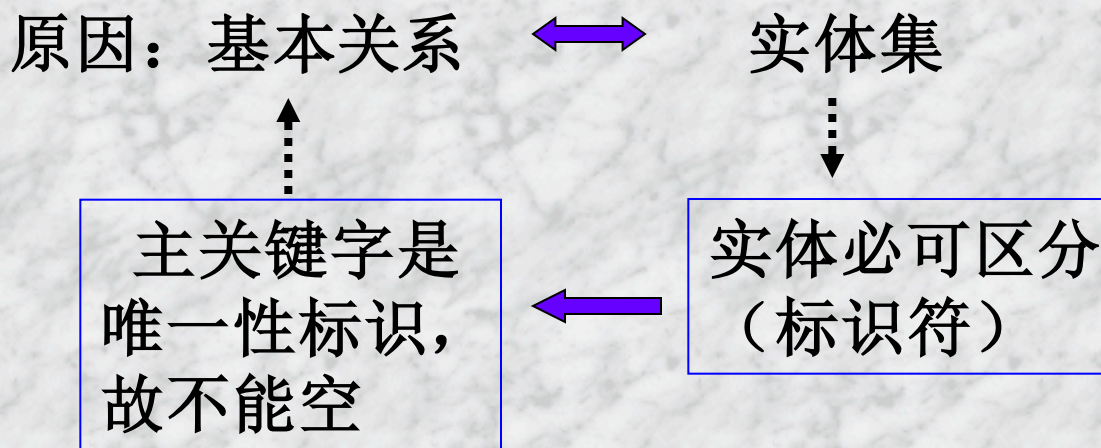 原因：基本关系 实体集
主关键字是
唯一性标识，
故不能空
实体必可区分
（标识符）